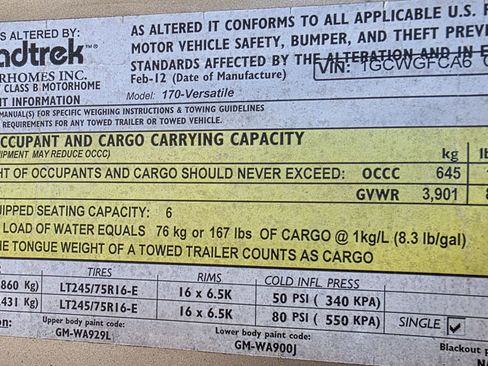 S ALTERED BY:
adtrek™
RHOMES INC.
CLASS B MOTORHOME
IT INFORMATION
AS ALTERED IT CONFORMS TO ALL APPLICABLE U.S. F
MOTOR VEHICLE SAFETY, BUMPER, AND THEFT PREV
STANDARDS AFFECTED BY THE ALTERATION AND IN E
Feb-12 (Date of Manufacture)
VIN: 1GCWGFCA6
Model: 170-Versatile
MANUAL(S) FOR SPECIFIC WEIGHING INSTRUCTIONS & TOWING GUIDELINES
REQUIREMENTS FOR ANY TOWED TRAILER OR TOWED VEHICLE.
OCCUPANT AND CARGO CARRYING CAPACITY
IPMENT MAY REDUCE OCCC) kg lb
HT OF OCCUPANTS AND CARGO SHOULD NEVER EXCEED: OCCC 645
GVWR 3,901
IPPED SEATING CAPACITY: 6
LOAD OF WATER EQUALS 76 kg or 167 lbs OF CARGO @ 1kg/L (8.3 lb/gal)
E TONGUE WEIGHT OF A TOWED TRAILER COUNTS AS CARGO
TIRES RIMS COLD INFL. PRESS
860 KG) LT245/75R16-E 16 x 6.5K 50 PSI ( 340 KPA)
431 KG) LT245/75R16-E 16 x 6.5K 80 PSI ( 550 KPA) SINGLE ✓
on: Upper body paint code: Lower body paint code: Blackout p
GM-WA929L GM-WA900J